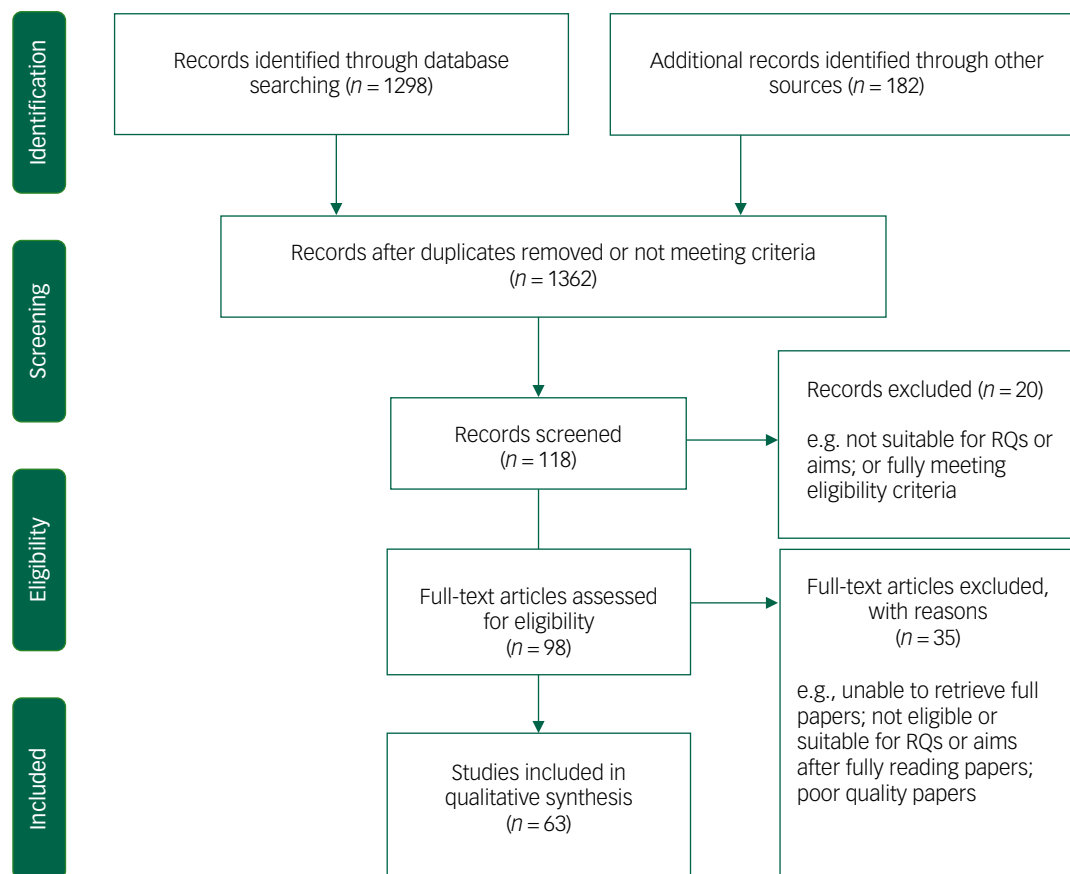 Identification
Records identified through database
searching (n = 1298)
Additional records identified through other
sources (n = 182)
Screening
Records after duplicates removed or not meeting criteria
(n = 1362)
Records screened
(n = 118)
Records excluded (n = 20)
e.g. not suitable for RQs or
aims; or fully meeting
eligibility criteria
Eligibility
Full-text articles assessed
for eligibility
(n = 98)
Full-text articles excluded,
with reasons
(n = 35)
e.g., unable to retrieve full
papers; not eligible or
suitable for RQs or aims
after fully reading papers;
poor quality papers
Included
Studies included in
qualitative synthesis
(n = 63)